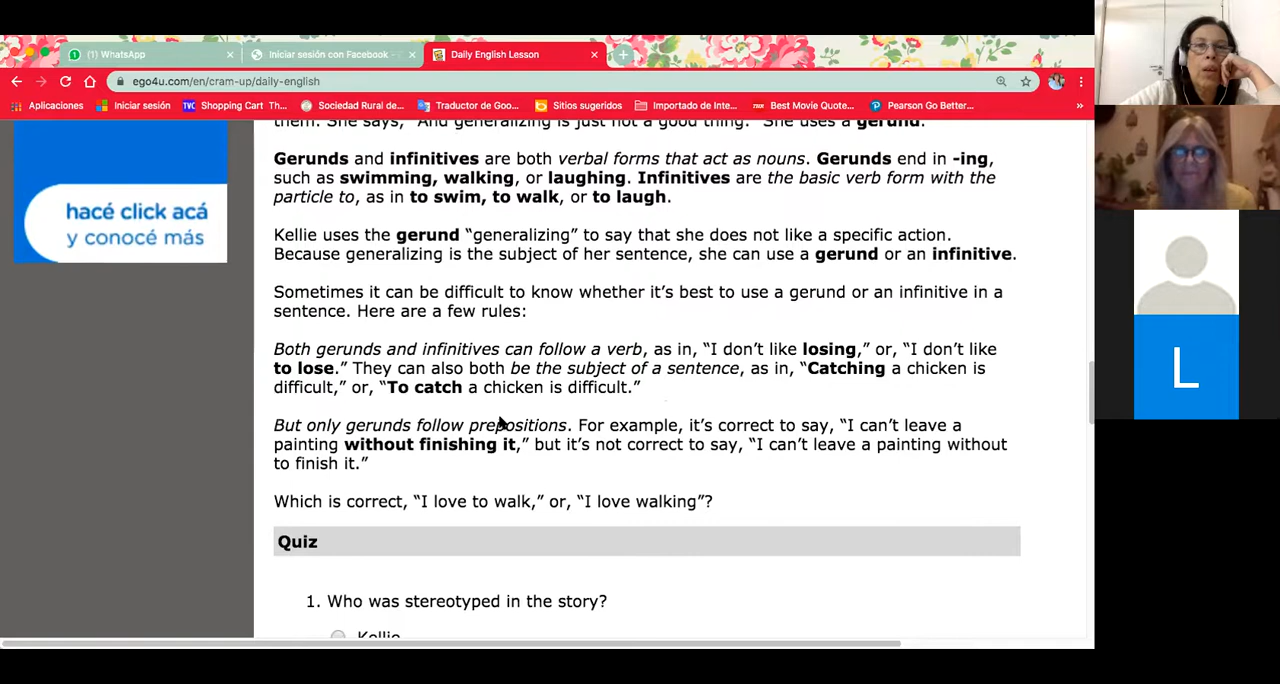 (1) WhatsApp
Iniciar sesión con Facebook -
Daily English Lesson
ego4u.com/en/cram-up/daily-english
Aplicaciones
Iniciar sesión
TVC Shopping Cart Th...
Sociedad Rural de...
Traductor de Goo...
Sitios sugeridos
Importado de Inte...
Best Movie Quote...
Pearson Go Beter...
»
hacé click acá
y conocé más
them. She says, "And generalizing is just not a good thing." She uses a gerund.
Gerunds and infinitives are both verbal forms that act as nouns. Gerunds end in -ing,
such as swimming, walking, or laughing. Infinitives are the basic verb form with the
particle to, as in to swim, to walk, or to laugh.
Kellie uses the gerund “generalizing” to say that she does not like a specific action.
Because generalizing is the subject of her sentence, she can use a gerund or an infinitive.
Sometimes it can be difficult to know whether it’s best to use a gerund or an infinitive in a
sentence. Here are a few rules:
Both gerunds and infinitives can follow a verb, as in, “I don’t like losing,” or, “I don’t like
to lose.” They can also both be the subject of a sentence, as in, “Catching a chicken is
difficult,” or, “To catch a chicken is difficult.”
But only gerunds follow prepositions. For example, it’s correct to say, “I can’t leave a
painting without finishing it,” but it’s not correct to say, “I can’t leave a painting without
to finish it.”
Which is correct, “I love to walk,” or, “I love walking”?
Quiz
1. Who was stereotyped in the story?
Kellie
L